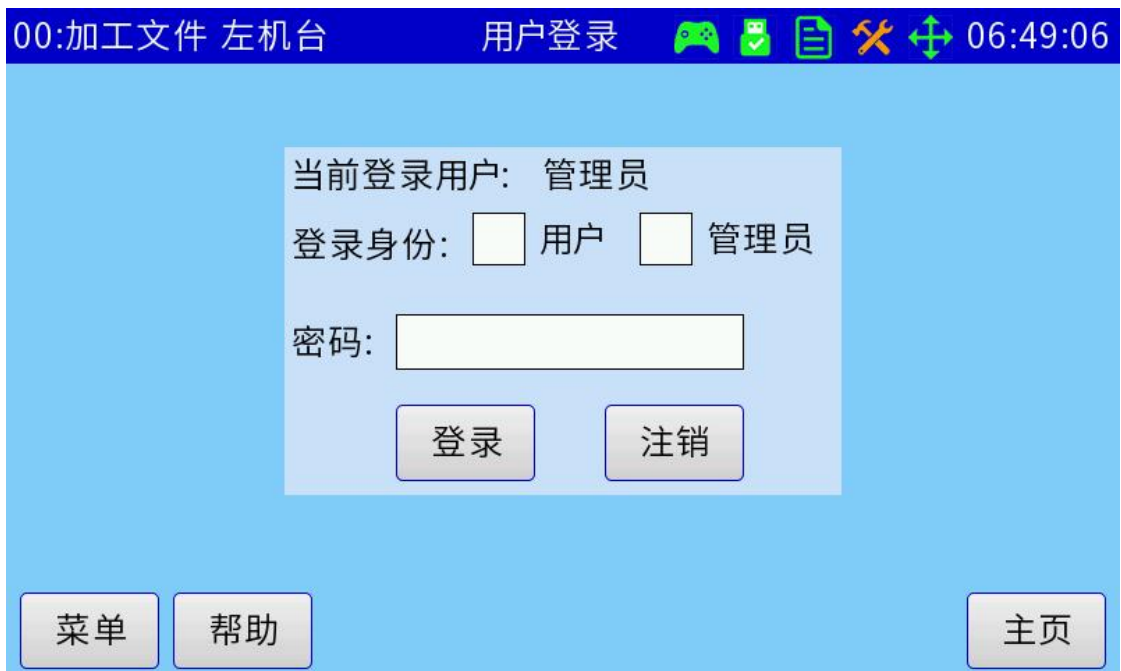 00:加工文件 左机台 用户登录 06:49:06
当前登录用户: 管理员
登录身份: 用户 管理员
密码:
登录 注销
菜单 帮助 主页